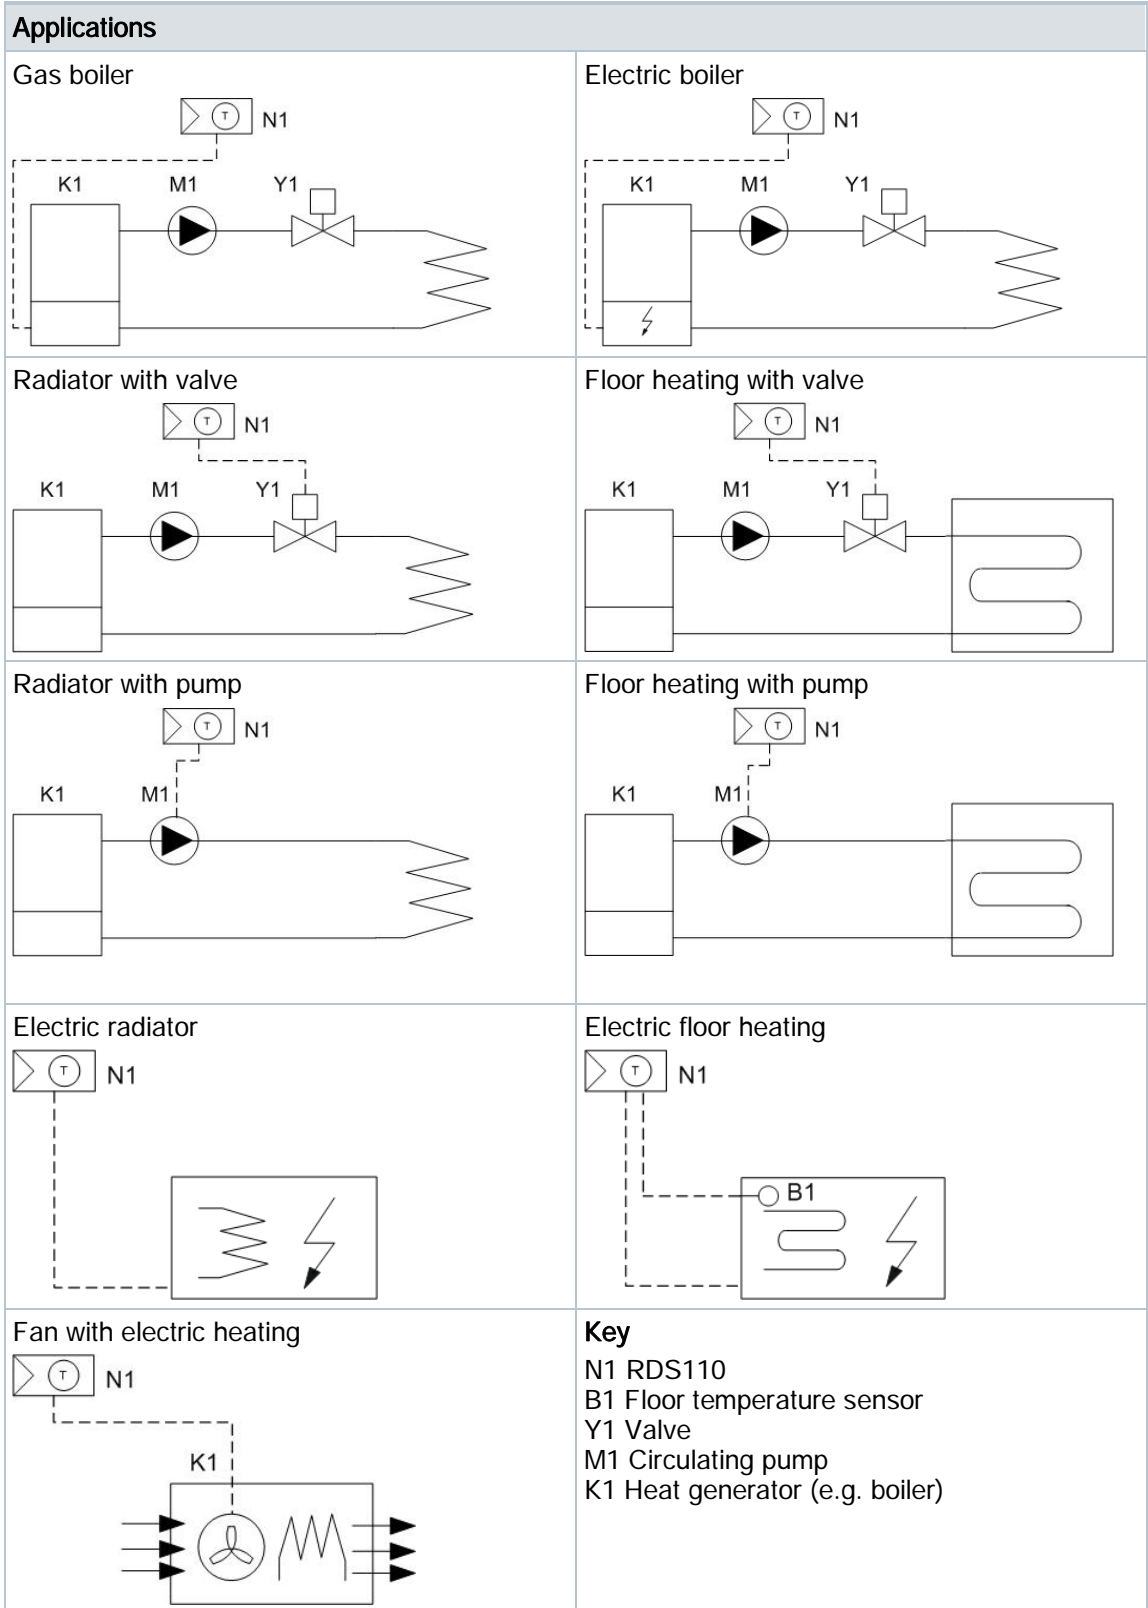 Applications
Gas boiler
T N1
K1 M1 Y1
Electric boiler
T N1
K1 M1 Y1
Radiator with valve
T N1
K1 M1 Y1
Floor heating with valve
T N1
K1 M1 Y1
Radiator with pump
T N1
K1 M1
Floor heating with pump
T N1
K1 M1
Electric radiator
T N1
Electric floor heating
T N1
B1
Fan with electric heating
T N1
K1
Key
N1 RDS110
B1 Floor temperature sensor
Y1 Valve
M1 Circulating pump
K1 Heat generator (e.g. boiler)